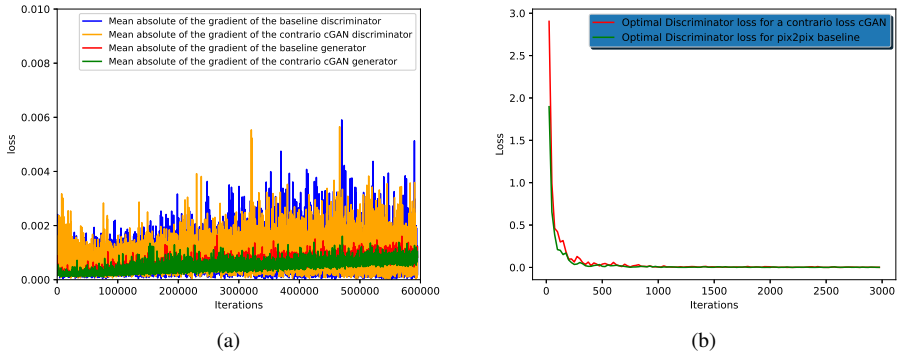 0.010
0.008
0.006
0.004
0.002
0.000
loss
Mean absolute of the gradient of the baseline discriminator
Mean absolute of the gradient of the contrario cGAN discriminator
Mean absolute of the gradient of the baseline generator
Mean absolute of the gradient of the contrario cGAN generator
0 100000 200000 300000 400000 500000 600000
Iterations
(a)
3.0
2.5
2.0
1.5
1.0
0.5
0.0
Loss
Optimal Discriminator loss for a contrario loss cGAN
Optimal Discriminator loss for pix2pix baseline
0 500 1000 1500 2000 2500 3000
Iterations
(b)